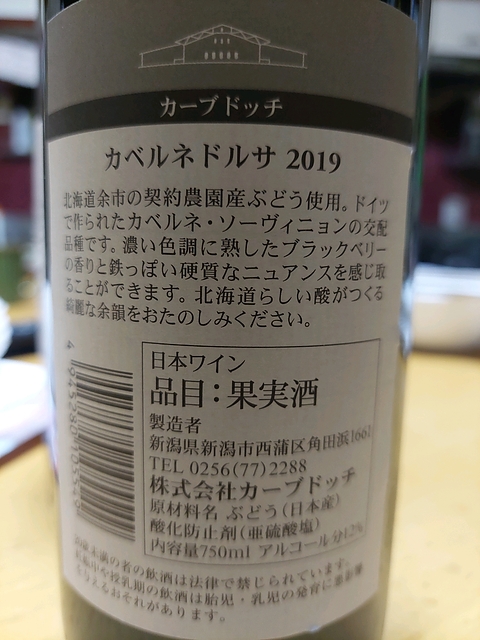 カーブドッチ
カベルネドルサ 2019
北海道余市の契約農園産ぶどう使用。ドイツ
で作られたカベルネ・ソーヴィニョンの交配
品種です。濃い色調に熟したブラックベリー
の香りと鉄っぽい硬質なニュアンスを感じ取
ることができます。北海道らしい酸がつくる
綺麗な余韻をおたのしみください。
日本ワイン
品目：果実酒
製造者
新潟県新潟市西蒲区角田浜1661
TEL 0256(77)2288
株式会社カーブドッチ
原材料名 ぶどう(日本産)
酸化防止剤(亜硫酸塩)
内容量750ml アルコール分12%
20歳未満の者の飲酒は法律で禁じられています。
妊娠中や授乳期の飲酒は胎児・乳児の発育に悪影響
を与えるおそれがあります。